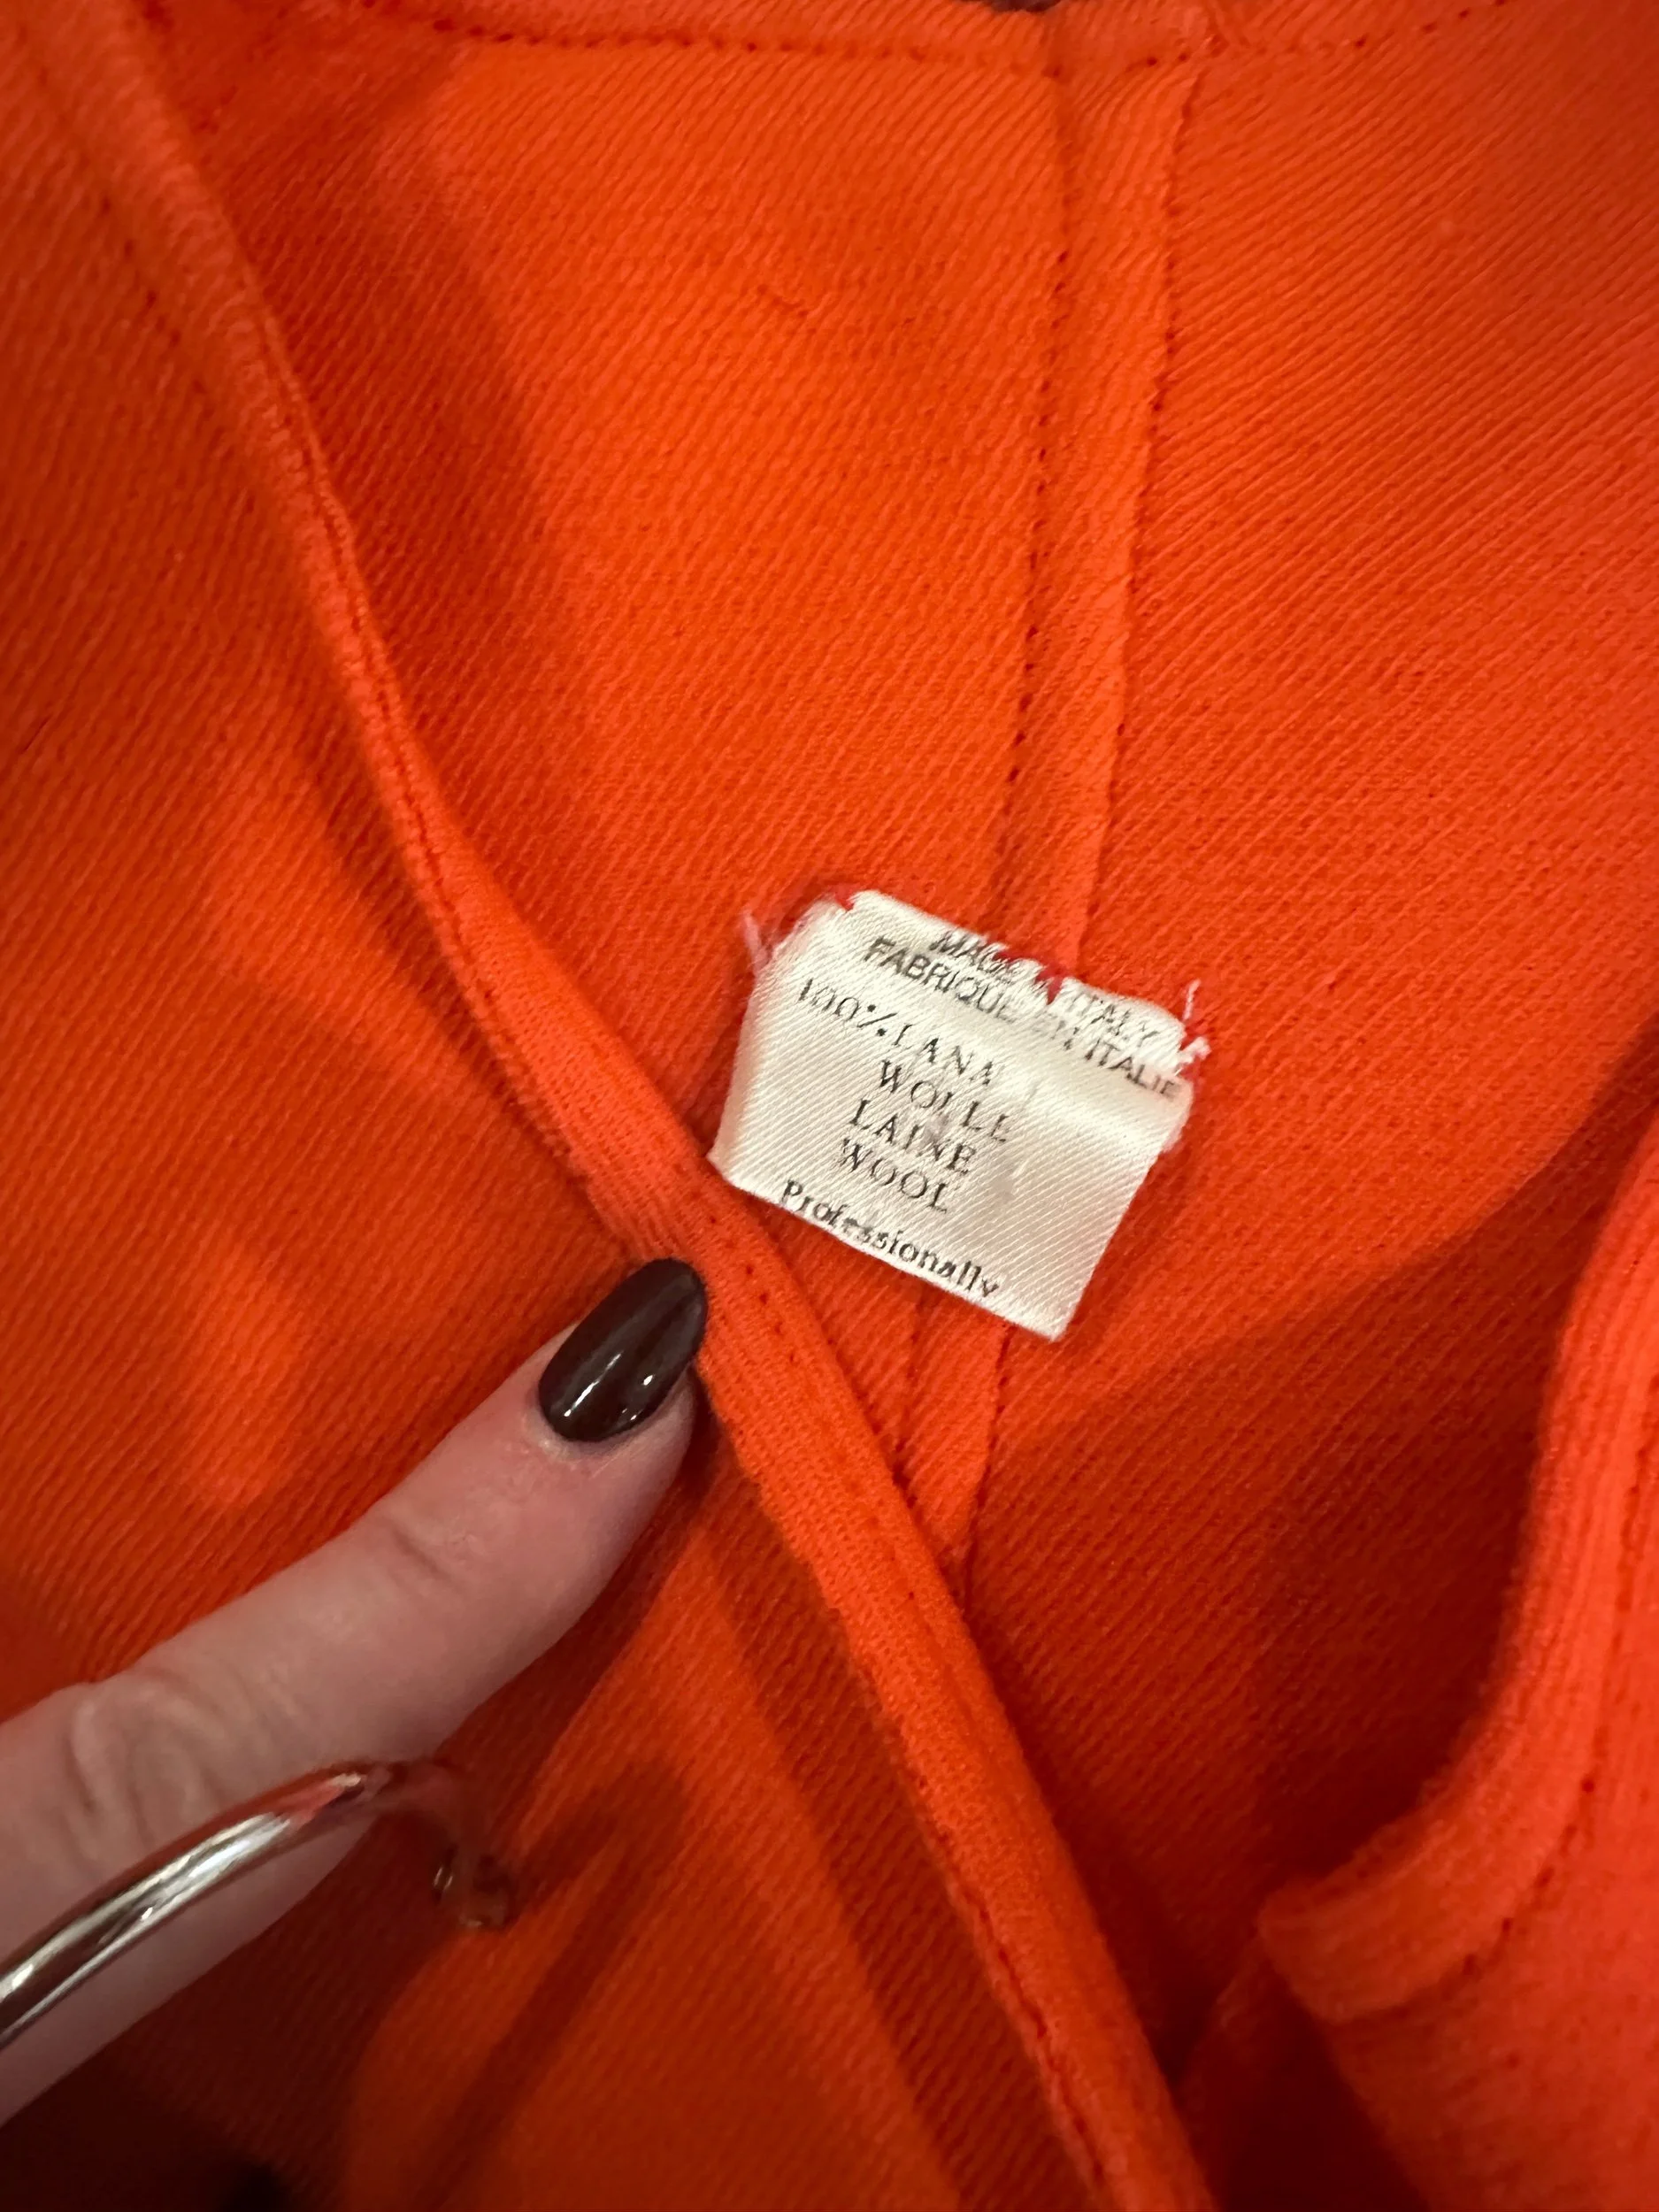 MADE IN ITALY
FABRIQUE EN ITALIE
100% LANA
WOLLE
LAINE
WOOL
Professionally